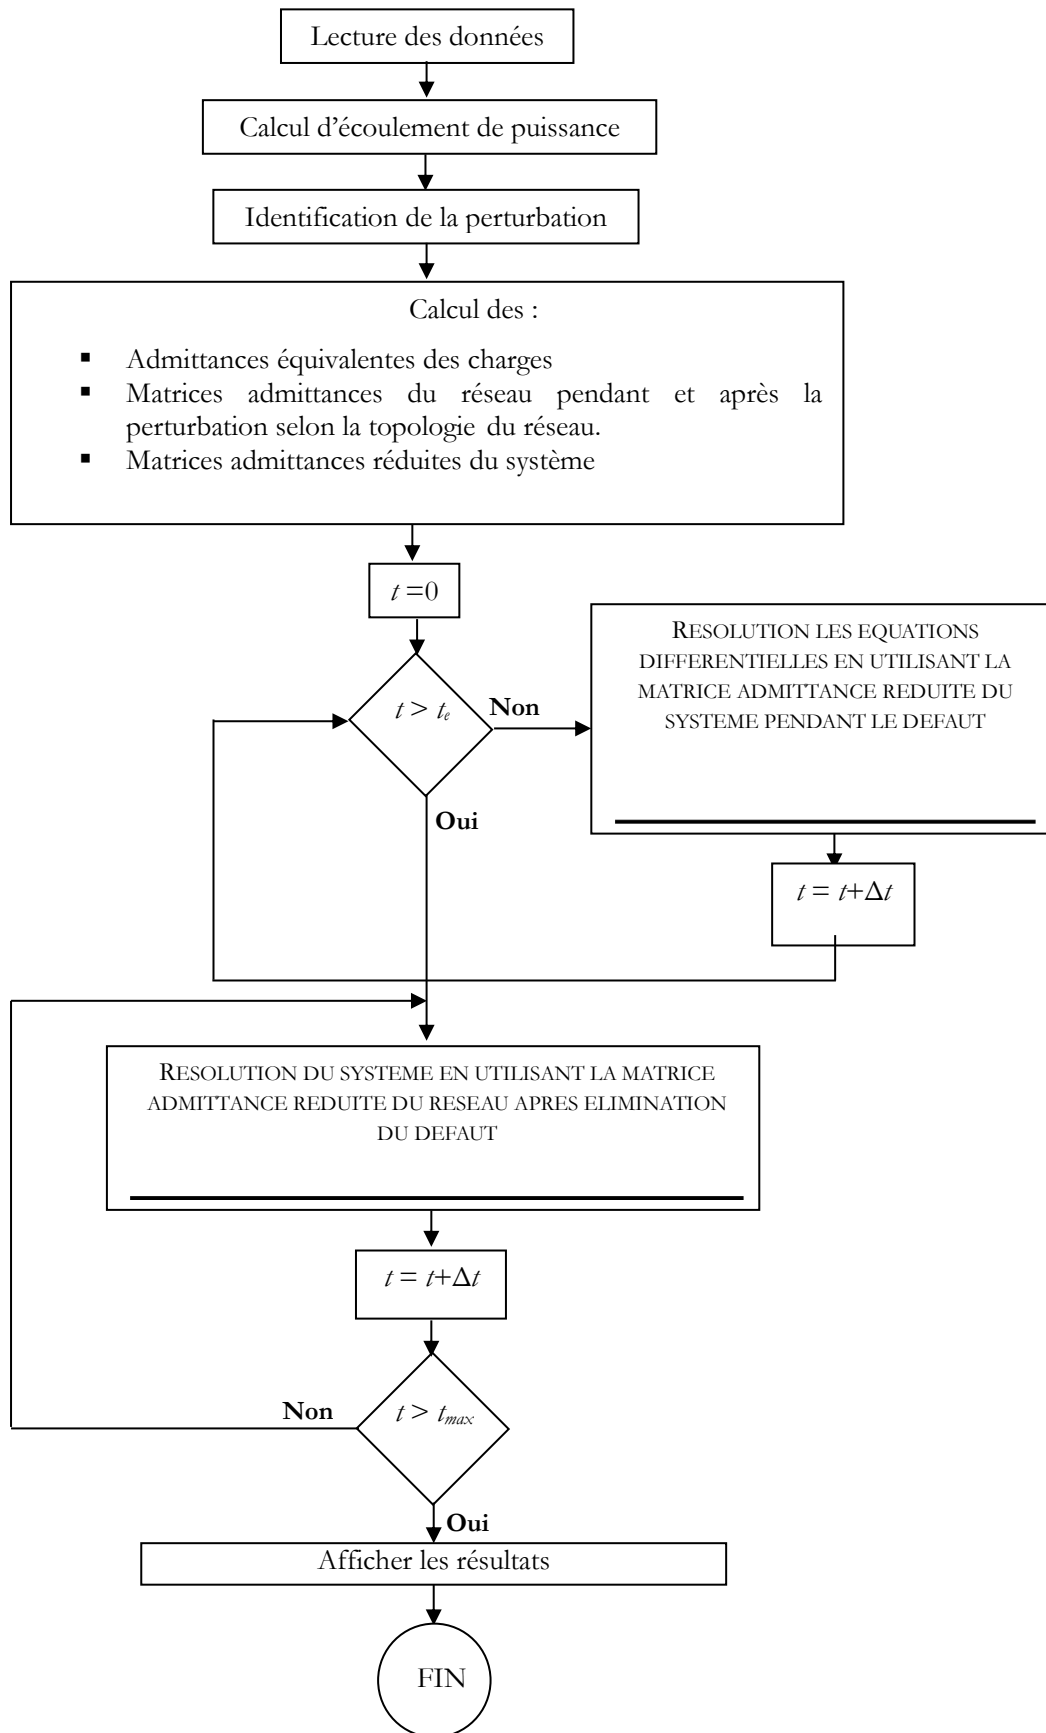 Lecture des données
Calcul d'écoulement de puissance
Identification de la perturbation
Calcul des :
▪ Admittances équivalentes des charges
▪ Matrices admittances du réseau pendant et après la
perturbation selon la topologie du réseau.
▪ Matrices admittances réduites du système
t =0
t > te
Non
RESOLUTION LES EQUATIONS
DIFFERENTIELLES EN UTILISANT LA
MATRICE ADMITTANCE REDUITE DU
SYSTEME PENDANT LE DEFAUT
Oui
t = t+Δt
RESOLUTION DU SYSTEME EN UTILISANT LA MATRICE
ADMITTANCE REDUITE DU RESEAU APRES ELIMINATION
DU DEFAUT
t = t+Δt
Non
t > tmax
Oui
Afficher les résultats
FIN